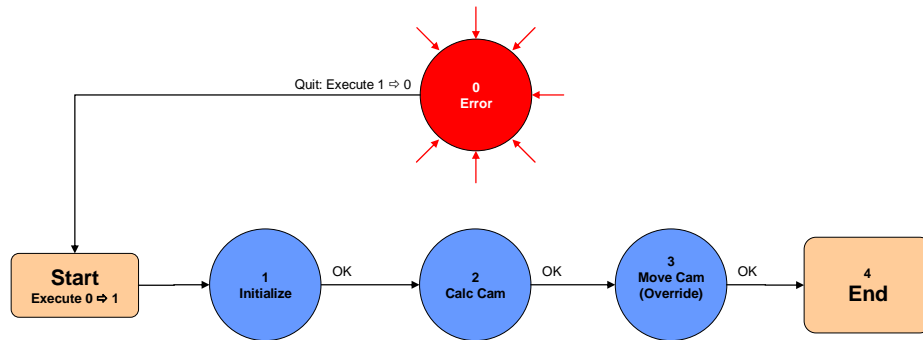 0
Error
Quit: Execute 1 ⇨ 0
Start
Execute 0 ⇨ 1
1
Initialize
OK
2
Calc Cam
OK
3
Move Cam
(Override)
OK
4
End